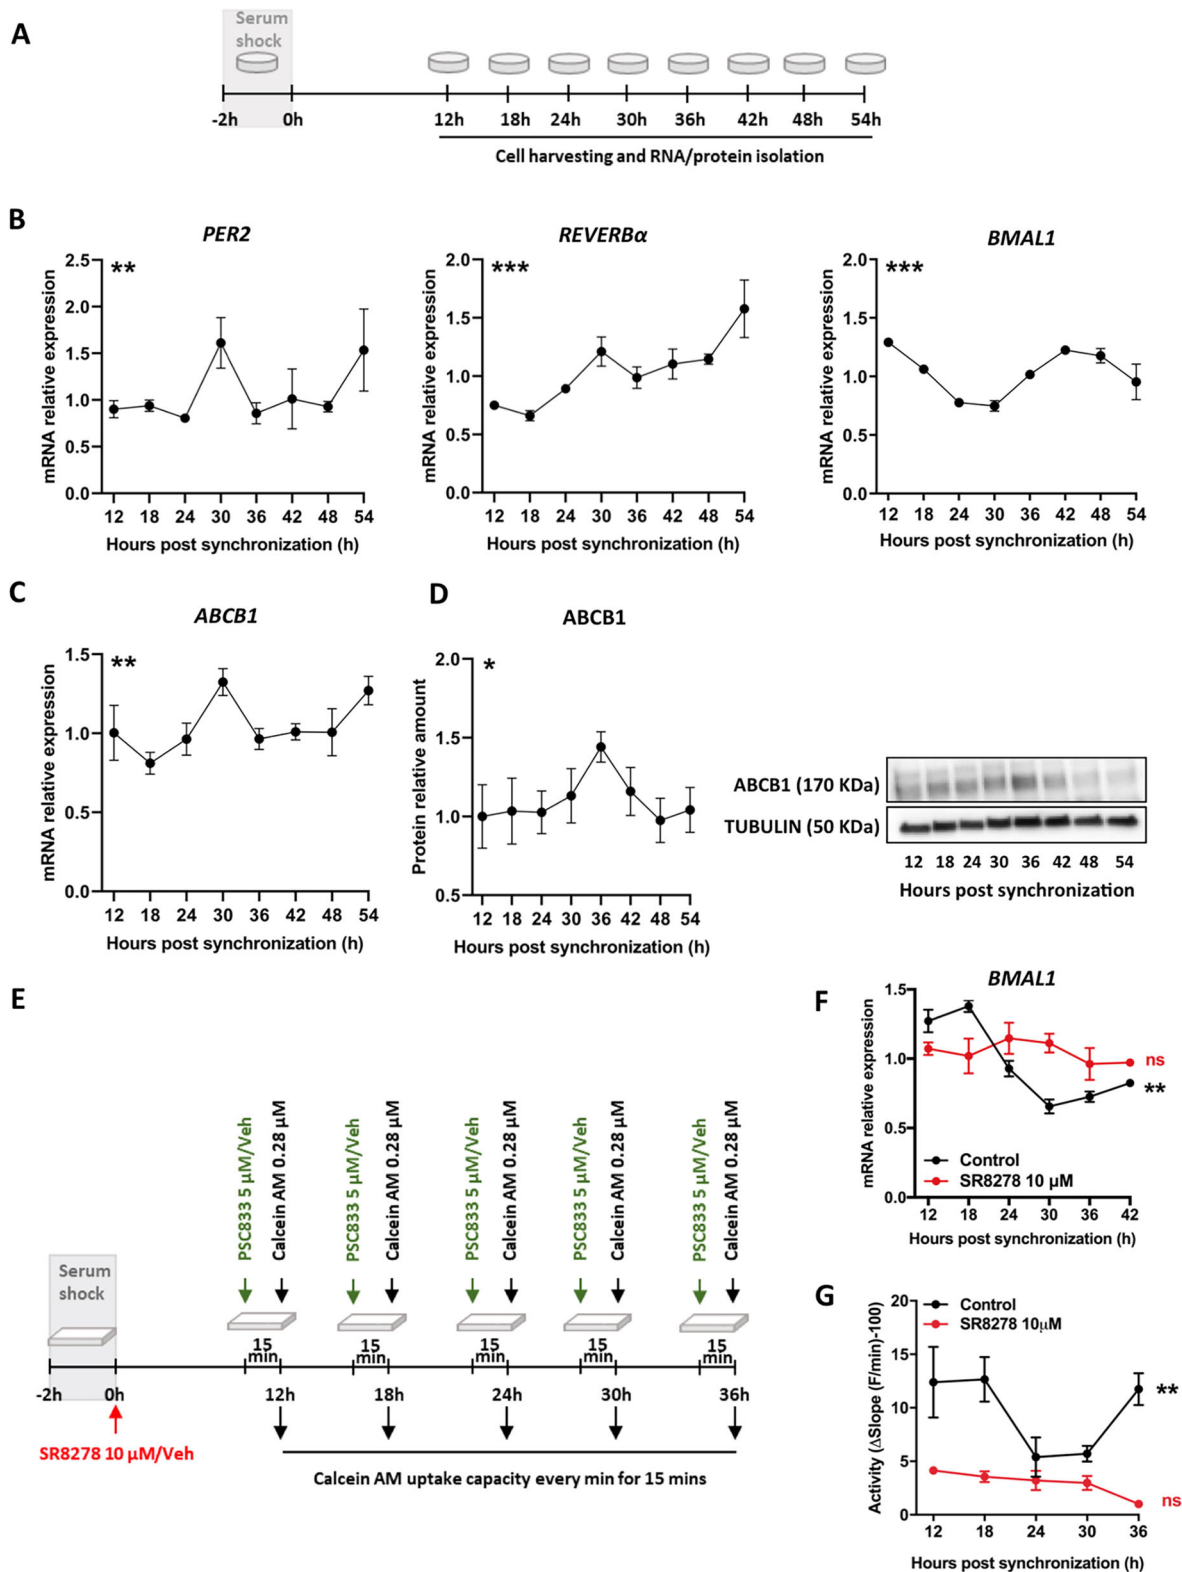 A
Serum
shock
-2h 0h 12h 18h 24h 30h 36h 42h 48h 54h
Cell harvesting and RNA/protein isolation
B
PER2
**
mRNA relative expression
2.5
2.0
1.5
1.0
0.5
0.0
12 18 24 30 36 42 48 54
Hours post synchronization (h)
REVERBα
***
mRNA relative expression
2.0
1.5
1.0
0.5
0.0
12 18 24 30 36 42 48 54
Hours post synchronization (h)
BMAL1
***
mRNA relative expression
2.0
1.5
1.0
0.5
0.0
12 18 24 30 36 42 48 54
Hours post synchronization (h)
C
ABCB1
**
mRNA relative expression
1.5
1.0
0.5
0.0
12 18 24 30 36 42 48 54
Hours post synchronization (h)
D
ABCB1
*
Protein relative amount
2.0
1.5
1.0
0.5
12 18 24 30 36 42 48 54
Hours post synchronization (h)
ABCB1 (170 KDa)
TUBULIN (50 KDa)
12 18 24 30 36 42 48 54
Hours post synchronization
E
PSC833 5 µM/Veh
Calcein AM 0.28 µM
PSC833 5 µM/Veh
Calcein AM 0.28 µM
PSC833 5 µM/Veh
Calcein AM 0.28 µM
PSC833 5 µM/Veh
Calcein AM 0.28 µM
PSC833 5 µM/Veh
Calcein AM 0.28 µM
Serum
shock
15 15 15 15 15
min min min min min
-2h 0h 12h 18h 24h 30h 36h
SR8278 10 µM/Veh
Calcein AM uptake capacity every min for 15 mins
F
BMAL1
mRNA relative expression
1.5
1.0
0.5
0.0
ns
**
Control
SR8278 10 µM
12 18 24 30 36 42
Hours post synchronization (h)
G
Control
SR8278 10µM
Activity (ΔSlope (F/min)-100)
20
15
10
5
0
**
ns
12 18 24 30 36
Hours post synchronization (h)